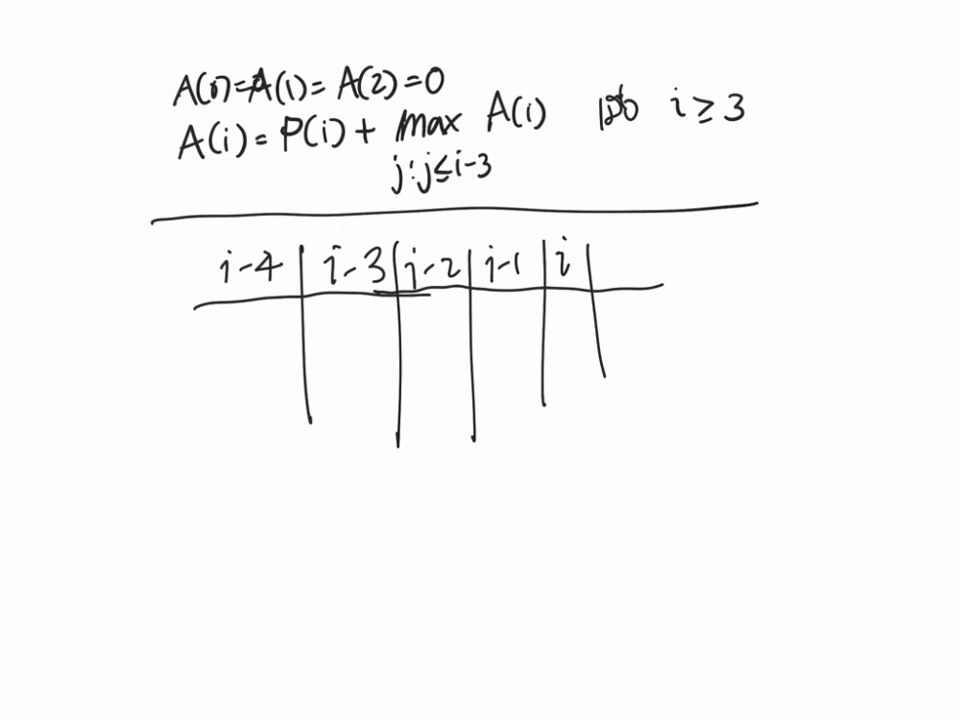 A(0)=A(1)= A(2)=0
A(i)= P(i)+ max A(i) i≥3
j:j≤i-3
i-4 i-3 i-2 i-1 i